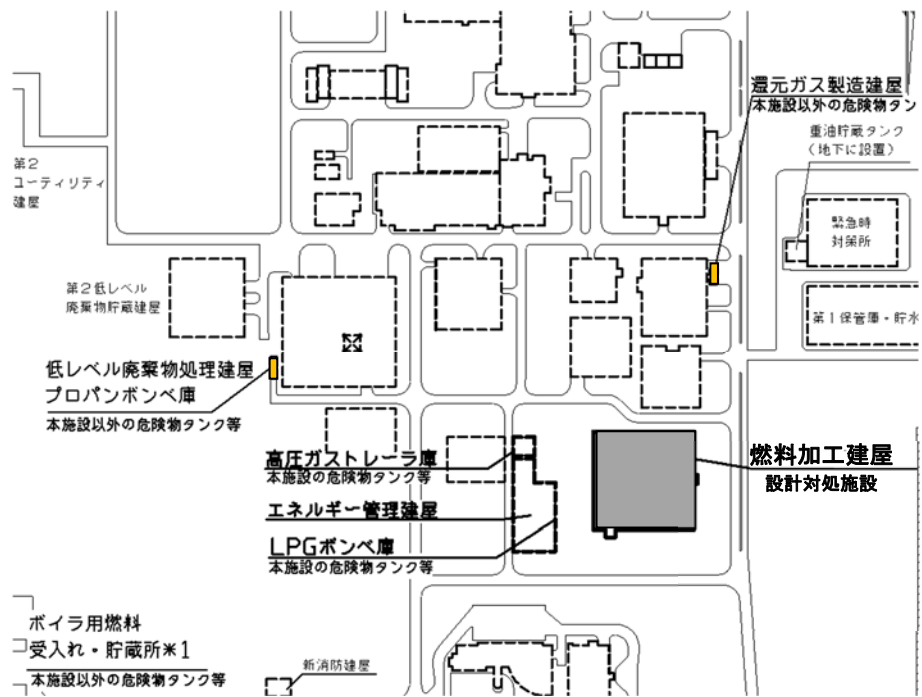 還元ガス製造建屋
本施設以外の危険物タン
重油貯蔵タンク
（地下に設置）
第2
ユーティリティ
建屋
緊急時
対策所
第2低レベル
廃棄物貯蔵建屋
第1保管庫・貯水
低レベル廃棄物処理建屋
プロパンボンベ庫
本施設以外の危険物タンク等
高圧ガストレーラ庫
本施設の危険物タンク等
エネルギー管理建屋
LPGボンベ庫
本施設の危険物タンク等
燃料加工建屋
設計対処施設
ボイラ用燃料
受入れ・貯蔵所※1
本施設以外の危険物タンク等
新消防建屋